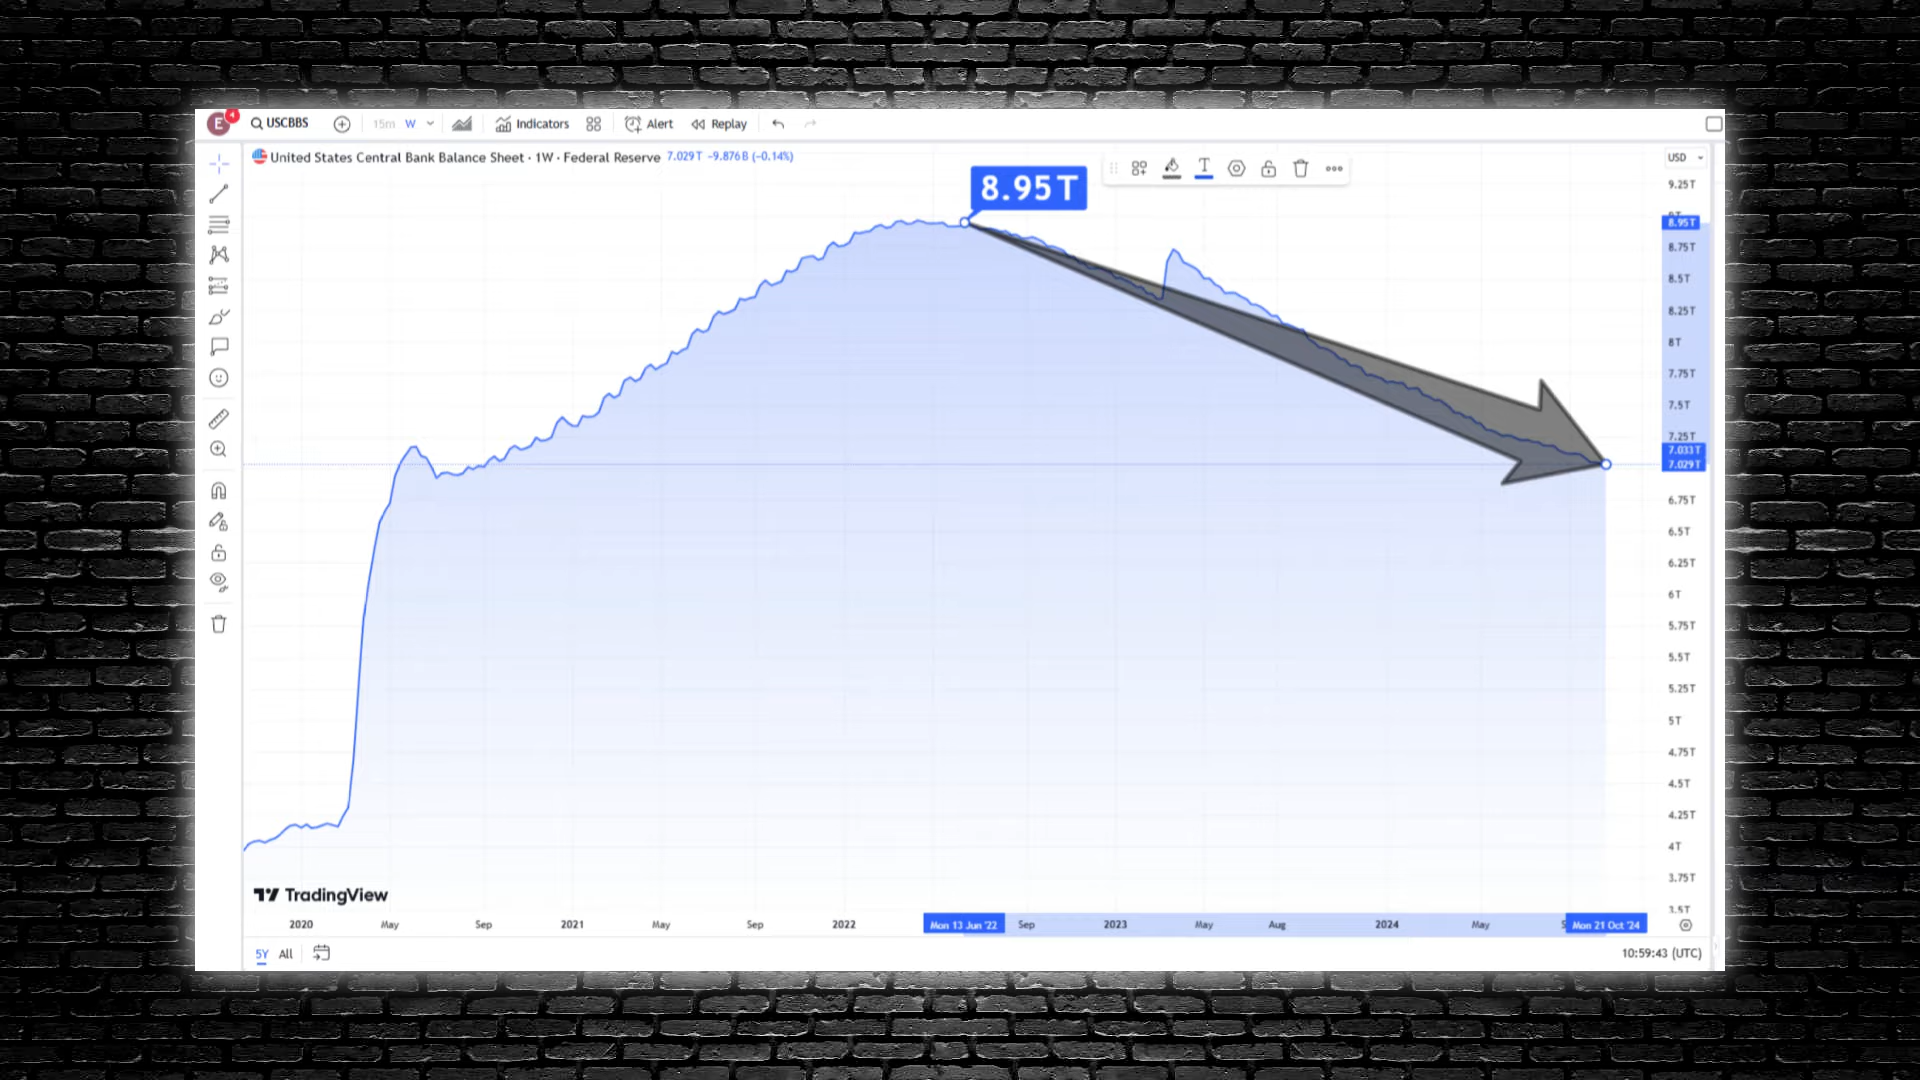 E 4 USCBBS 15m W Indicators Alert Replay
United States Central Bank Balance Sheet · 1W · Federal Reserve 7.029T −9.876B (−0.14%)
USD
8.95T
9.25T
8.95T
8.75T
8.5T
8.25T
8T
7.75T
7.5T
7.25T
7.033T
7.029T
6.75T
6.5T
6.25T
6T
5.75T
5.5T
5.25T
5T
4.75T
4.5T
4.25T
4T
3.75T
3.5T
TradingView
2020 May Sep 2021 May Sep 2022 Mon 13 Jun '22 Sep 2023 May Aug 2024 May Mon 21 Oct '24
5Y All 10:59:43 (UTC)